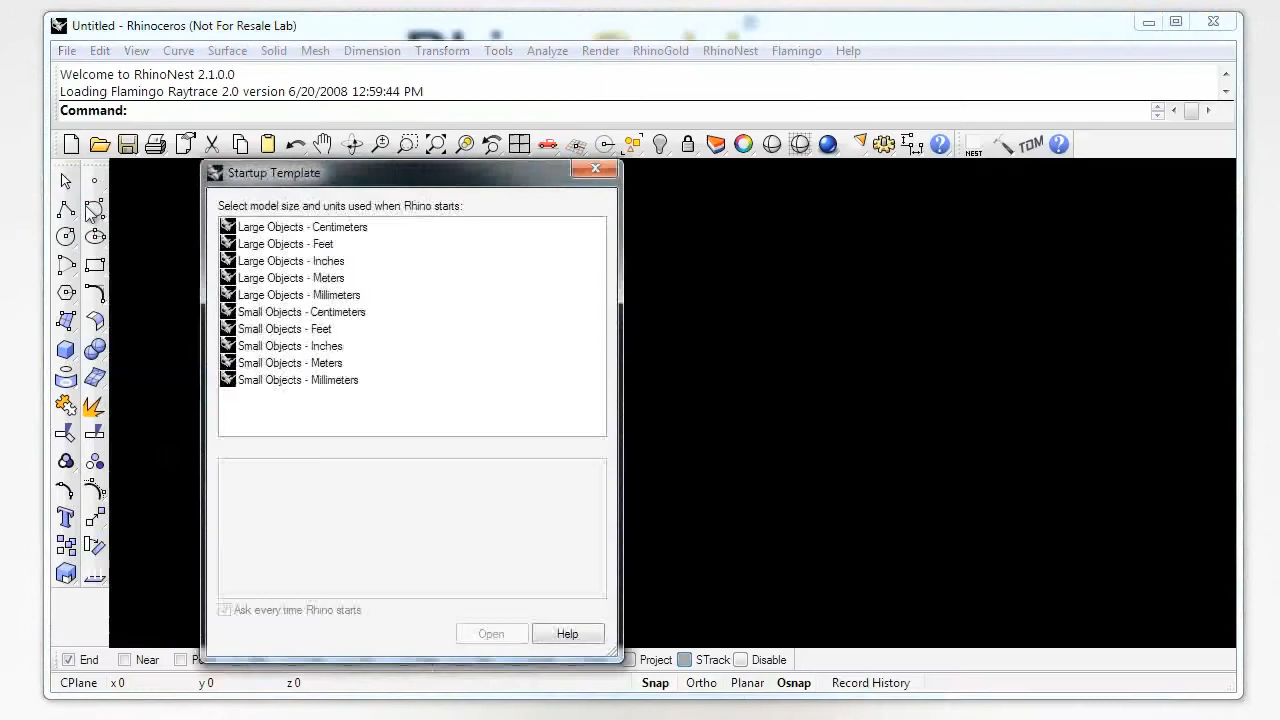 Untitled - Rhinoceros (Not For Resale Lab)
File Edit View Curve Surface Solid Mesh Dimension Transform Tools Analyze Render RhinoGold RhinoNest Flamingo Help
Welcome to RhinoNest 2.1.0.0
Loading Flamingo Raytrace 2.0 version 6/20/2008 12:59:44 PM
Command:
NEST TDM
Startup Template
Select model size and units used when Rhino starts:
Large Objects - Centimeters
Large Objects - Feet
Large Objects - Inches
Large Objects - Meters
Large Objects - Millimeters
Small Objects - Centimeters
Small Objects - Feet
Small Objects - Inches
Small Objects - Meters
Small Objects - Millimeters
Ask every time Rhino starts
Open Help
End Near Project STrack Disable
CPlane x 0 y 0 z 0 Snap Ortho Planar Osnap Record History